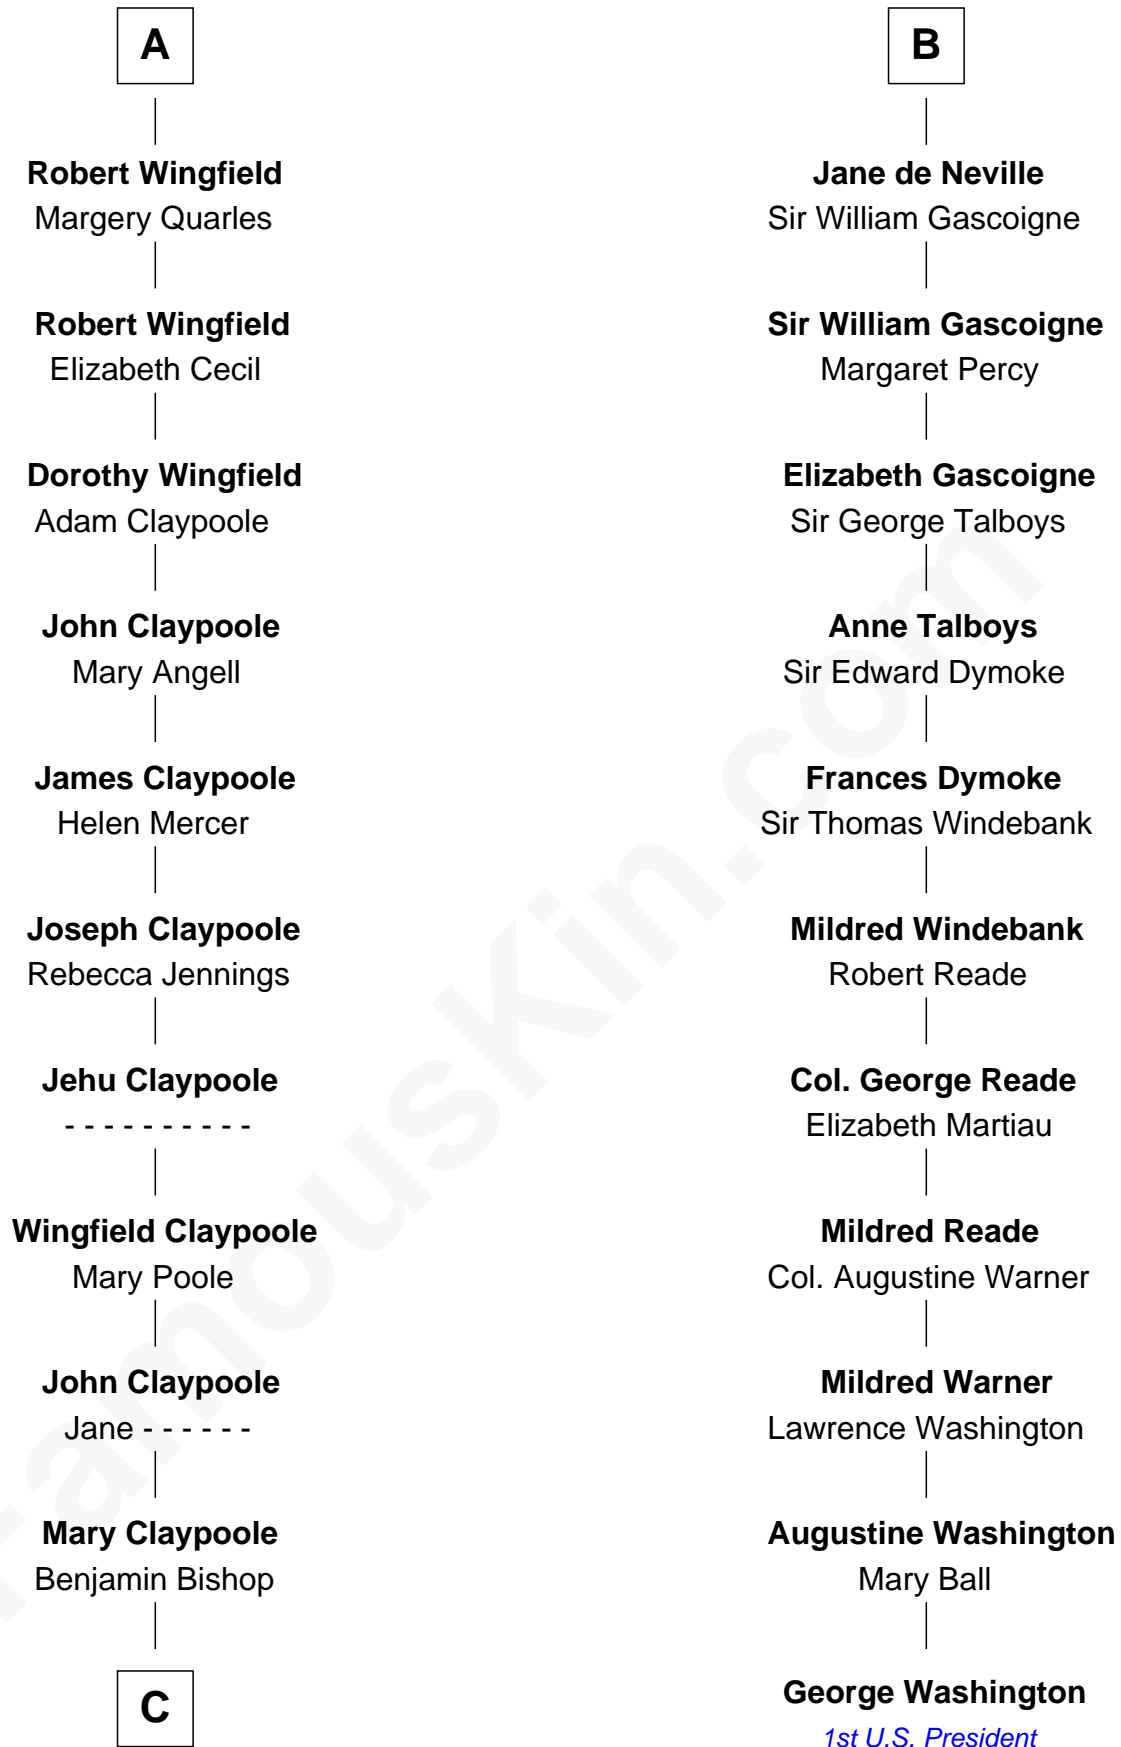 A
Robert Wingfield
Margery Quarles
Robert Wingfield
Elizabeth Cecil
Dorothy Wingfield
Adam Claypoole
John Claypoole
Mary Angell
James Claypoole
Helen Mercer
Joseph Claypoole
Rebecca Jennings
Jehu Claypoole
- - - - - - - - - -
Wingfield Claypoole
Mary Poole
John Claypoole
Jane - - - - - -
Mary Claypoole
Benjamin Bishop
C
B
Jane de Neville
Sir William Gascoigne
Sir William Gascoigne
Margaret Percy
Elizabeth Gascoigne
Sir George Talboys
Anne Talboys
Sir Edward Dymoke
Frances Dymoke
Sir Thomas Windebank
Mildred Windebank
Robert Reade
Col. George Reade
Elizabeth Martiau
Mildred Reade
Col. Augustine Warner
Mildred Warner
Lawrence Washington
Augustine Washington
Mary Ball
George Washington
1st U.S. President
FamousKin.com